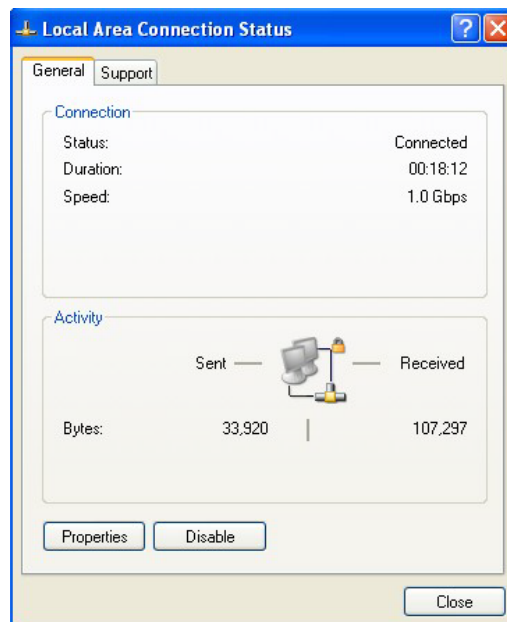 Local Area Connection Status
General Support
Connection
Status: Connected
Duration: 00:18:12
Speed: 1.0 Gbps
Activity
Sent Received
Bytes: 33,920 107,297
Properties Disable
Close